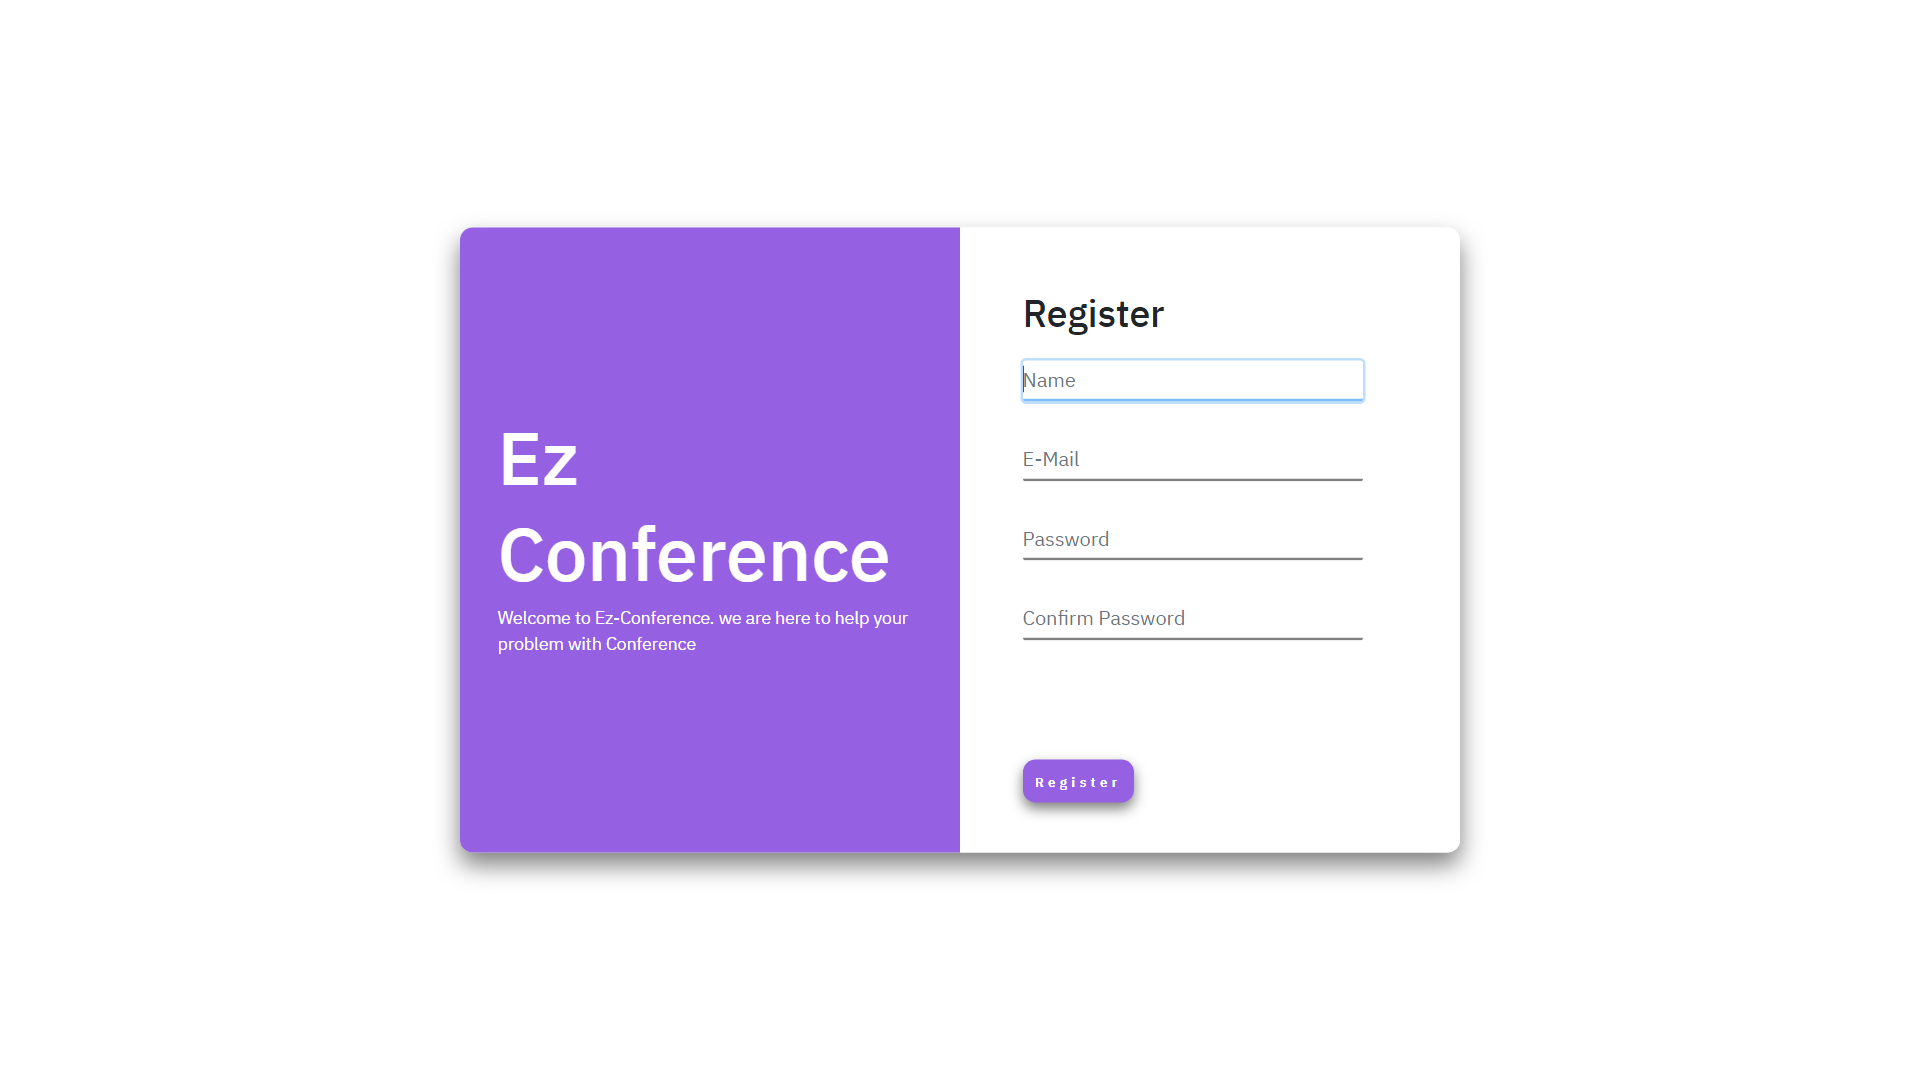 Ez
Conference
Welcome to Ez-Conference. we are here to help your
problem with Conference
Register
Name
E-Mail
Password
Confirm Password
Register